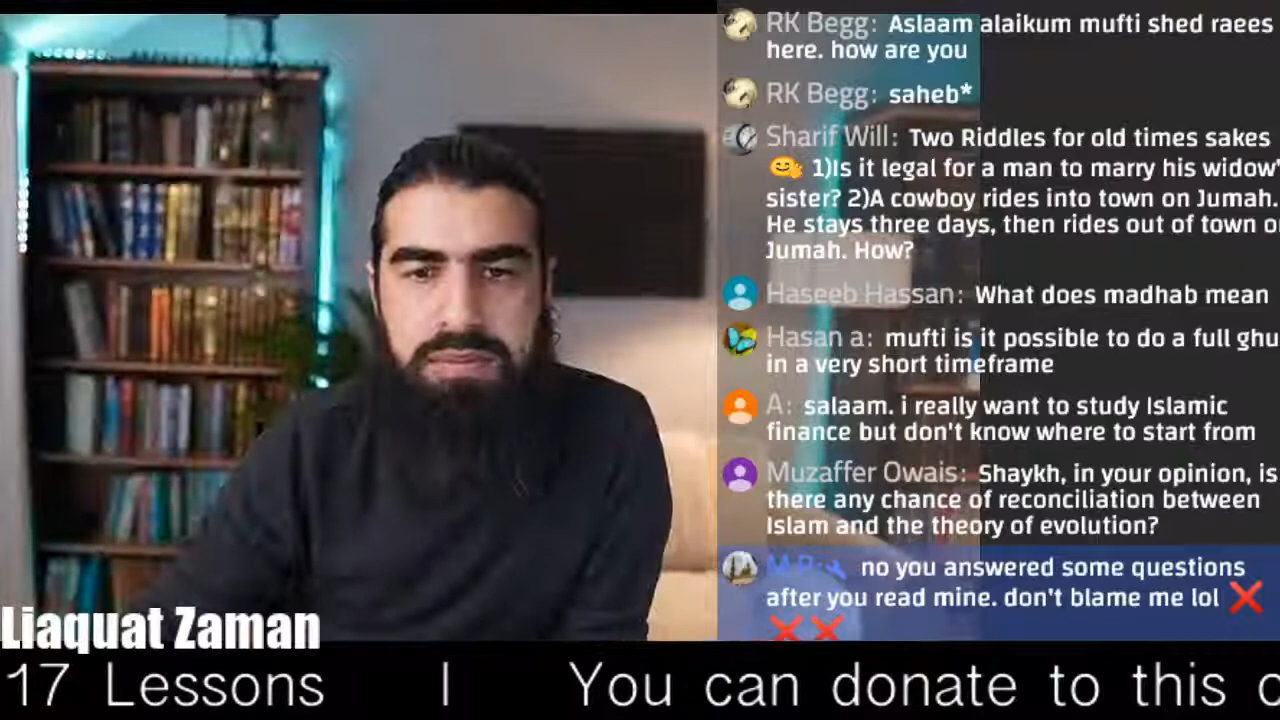 RK Begg: Aslaam alaikum mufti shed raees
here. how are you
RK Begg: saheb*
Sharif Will: Two Riddles for old times sakes
1)Is it legal for a man to marry his widow'
sister? 2)A cowboy rides into town on Jumah.
He stays three days, then rides out of town o
Jumah. How?
Haseeb Hassan: What does madhab mean
Hasan a: mufti is it possible to do a full ghu
in a very short timeframe
A: salaam. i really want to study Islamic
finance but don't know where to start from
Muzaffer Owais: Shaykh, in your opinion, is
there any chance of reconciliation between
Islam and the theory of evolution?
M P: no you answered some questions
after you read mine. don't blame me lol ❌
❌ ❌
Liaquat Zaman
17 Lessons | You can donate to this c